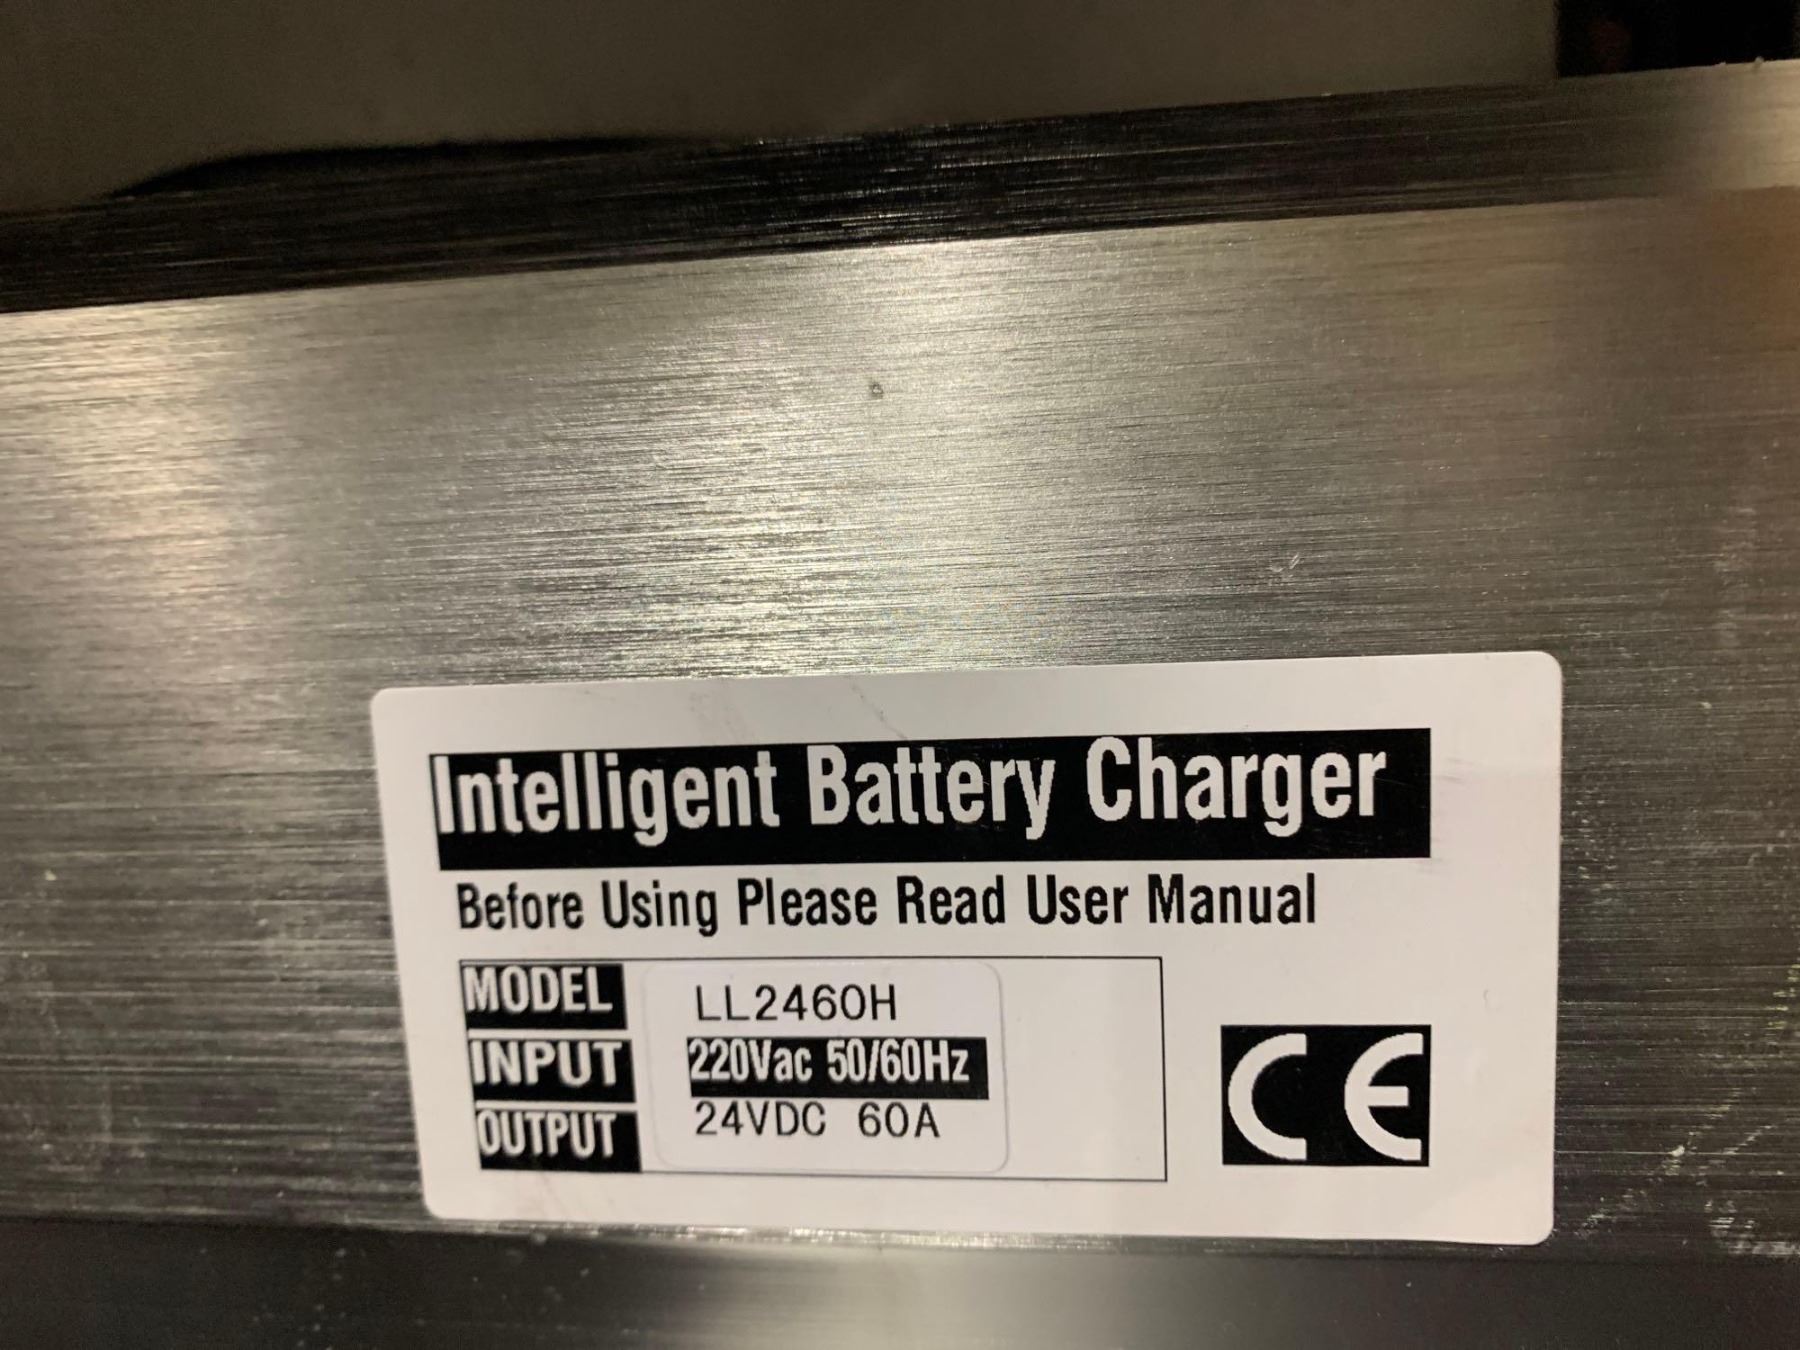 Intelligent Battery Charger
Before Using Please Read User Manual
MODEL LL2460H
INPUT 220Vac 50/60Hz
OUTPUT 24VDC 60A
CE